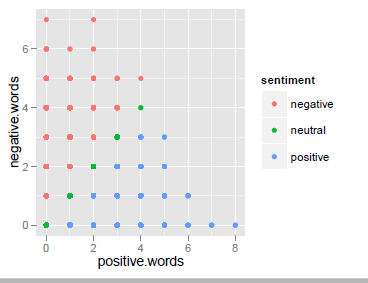 negative.words
6
4
2
0
0 2 4 6 8
positive.words
sentiment
negative
neutral
positive